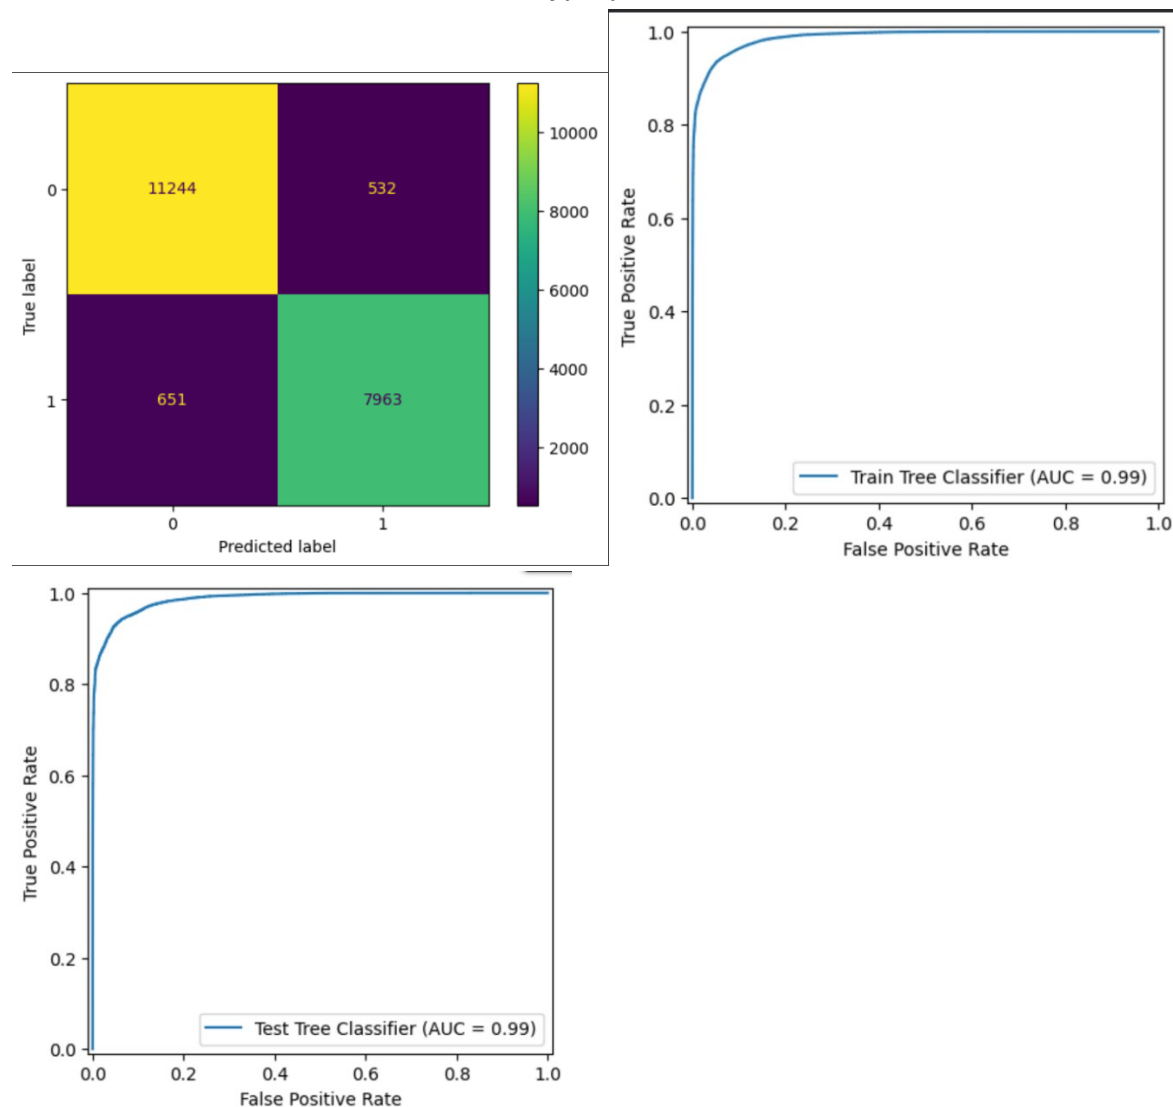 11244
532
651
7963
0
1
True label
0
1
Predicted label
10000
8000
6000
4000
2000
1.0
0.8
0.6
0.4
0.2
0.0
True Positive Rate
Train Tree Classifier (AUC = 0.99)
0.0 0.2 0.4 0.6 0.8 1.0
False Positive Rate
1.0
0.8
0.6
0.4
0.2
0.0
True Positive Rate
Test Tree Classifier (AUC = 0.99)
0.0 0.2 0.4 0.6 0.8 1.0
False Positive Rate